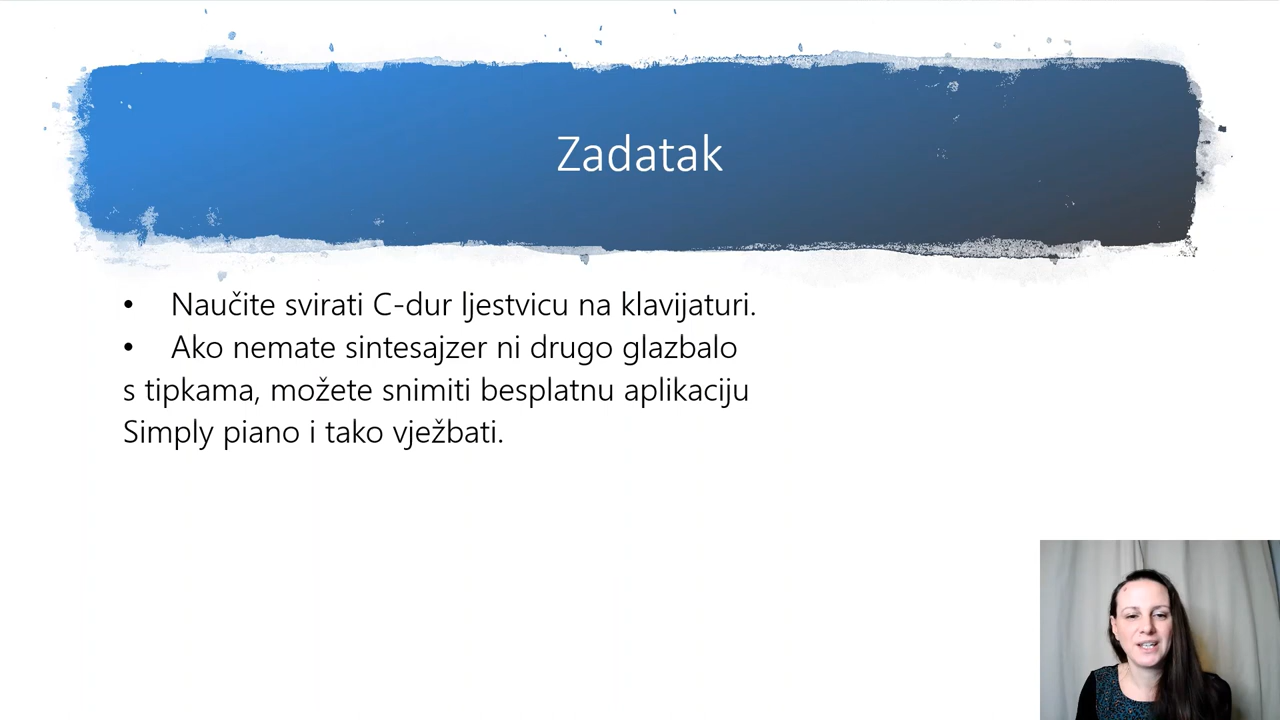 Zadatak
• Naučite svirati C-dur ljestvicu na klavijaturi.
• Ako nemate sintesajzer ni drugo glazbalo
s tipkama, možete snimiti besplatnu aplikaciju
Simply piano i tako vježbati.